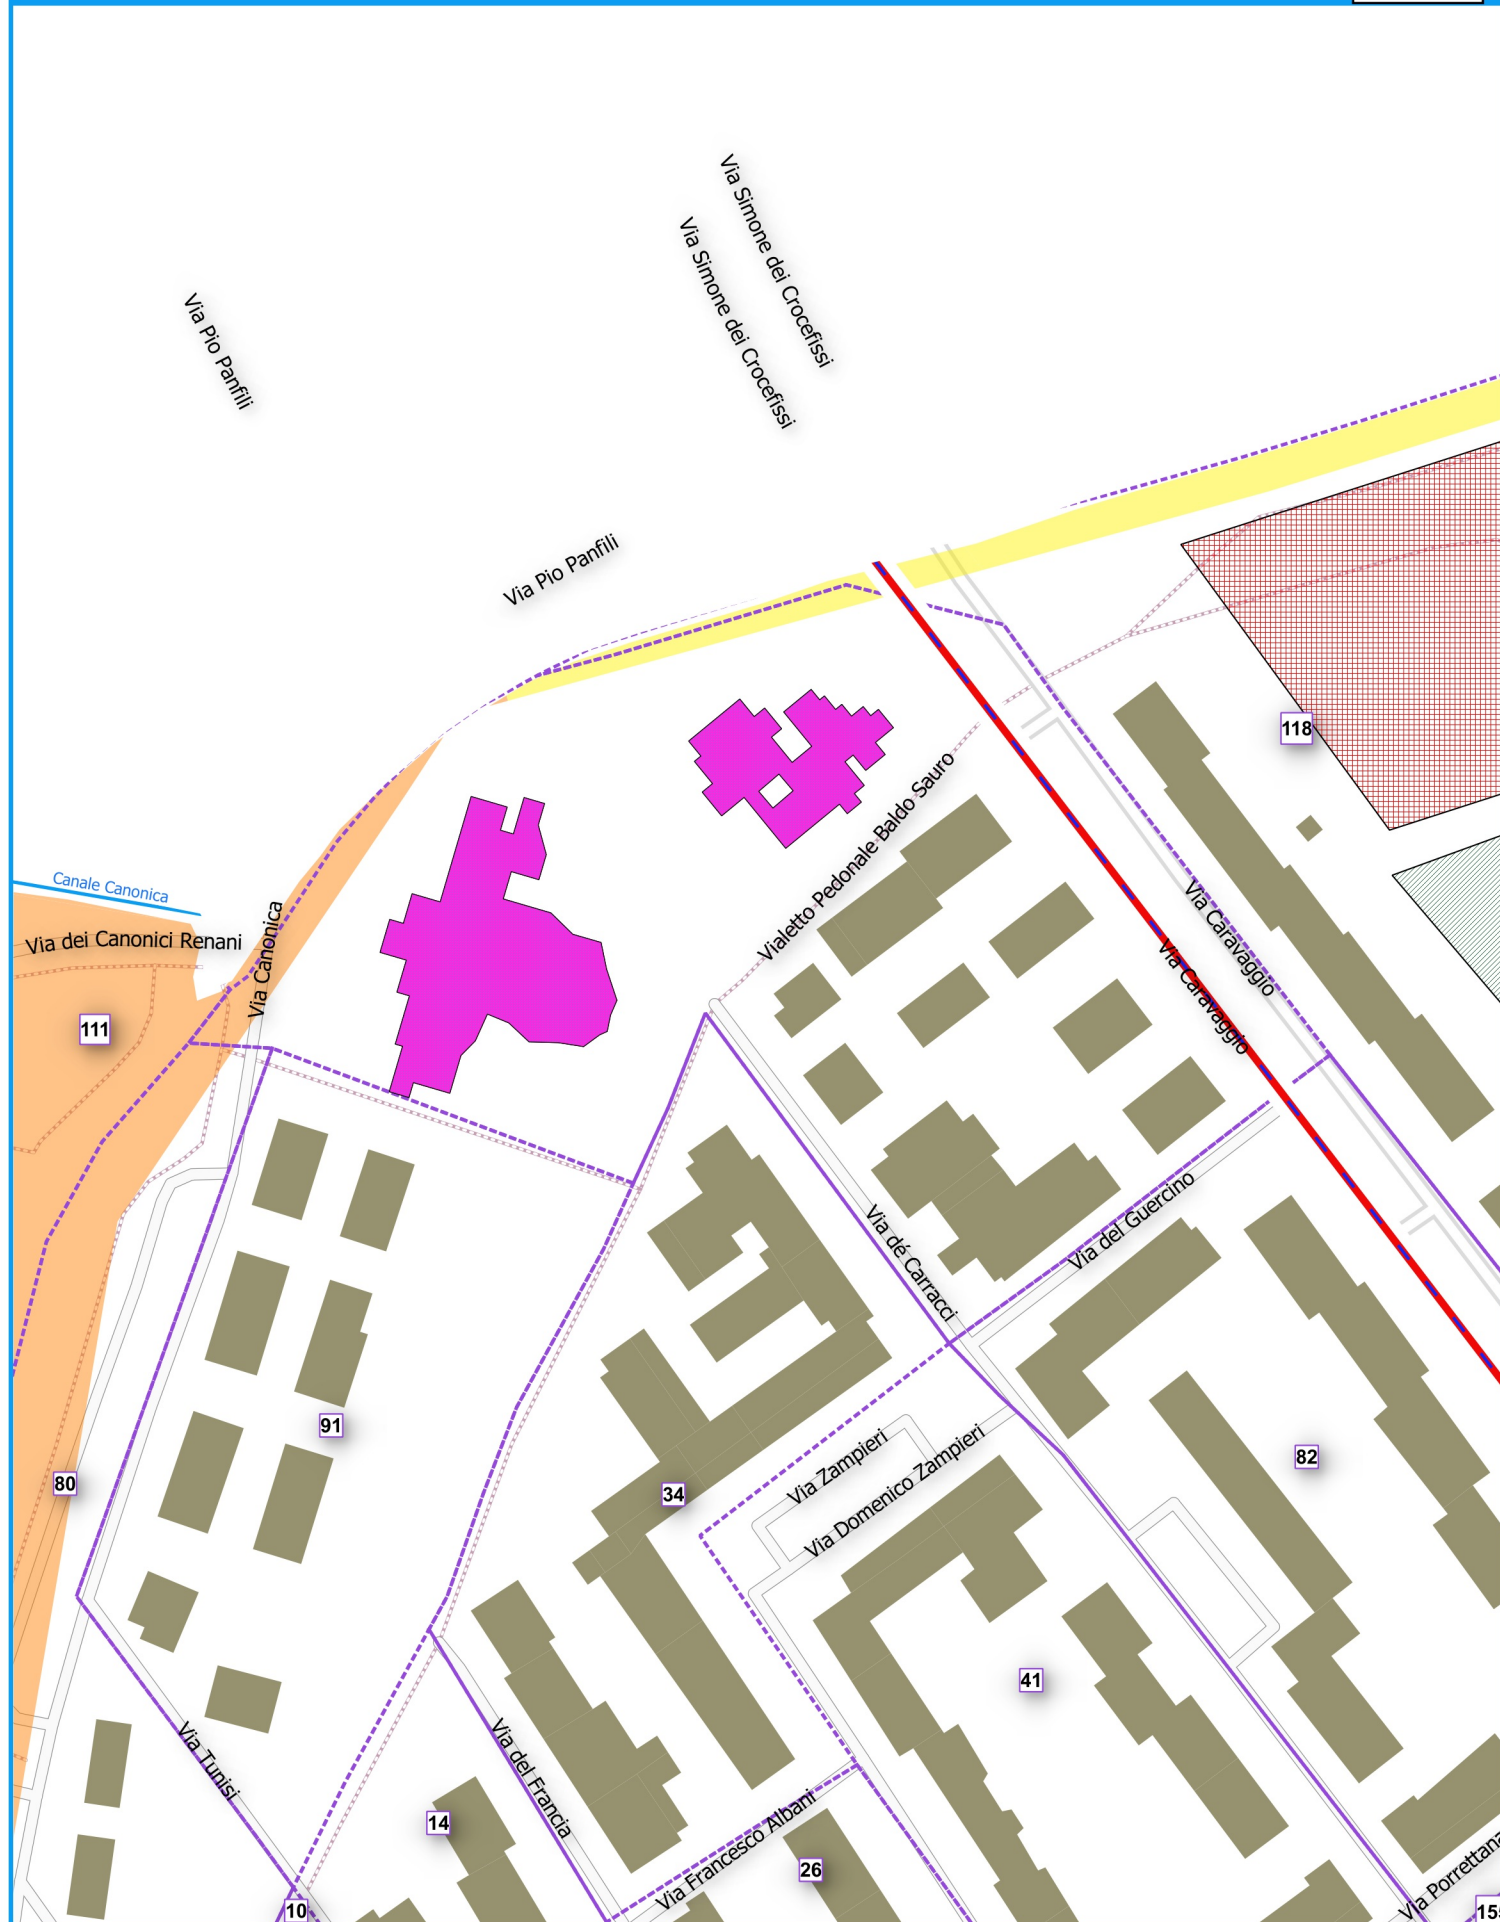 Via Simone dei Crocefissi
Via Simone dei Crocefissi
Via Pio Panfili
Via Pio Panfili
118
Vialetto Pedonale Baldo Sauro
Canale Canonica
Via dei Canonici Renani
Via Canonica
Via Caravaggio
Via Caravaggio
111
Via dé Carracci
Via del Guercino
91
80
34
Via Zampieri
Via Domenico Zampieri
82
41
Via Tunisi
Via del Francia
14
Via Francesco Albani
26
Via Porrettana
10
15